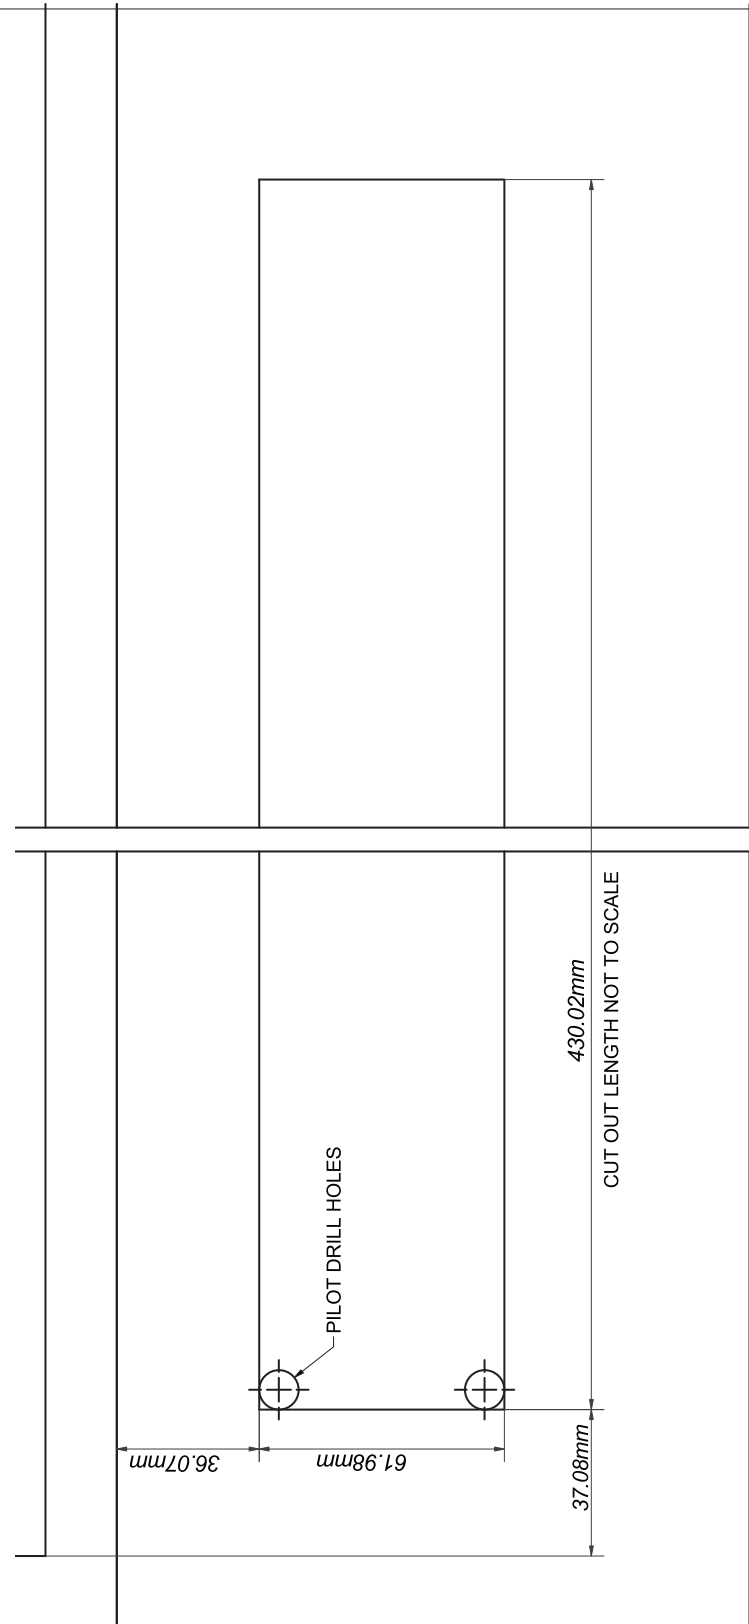 430.02mm
CUT OUT LENGTH NOT TO SCALE
PILOT DRILL HOLES
36.07mm
61.98mm
37.08mm